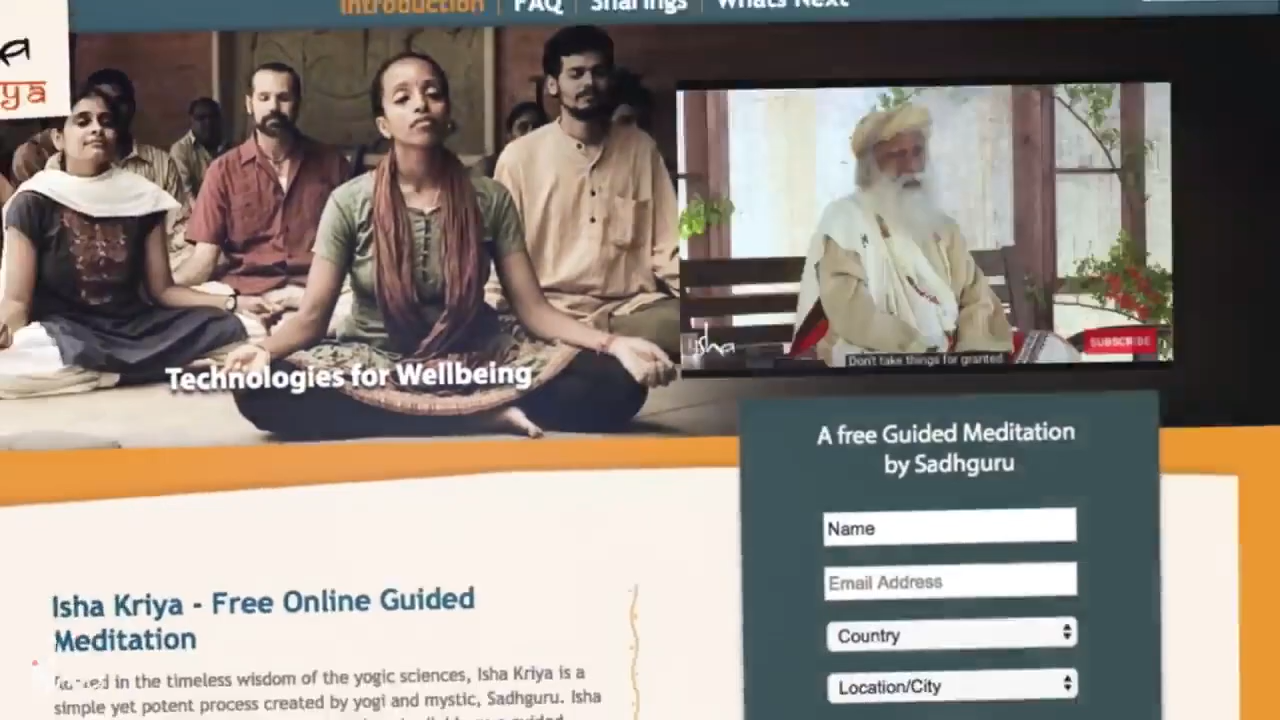 Introduction | FAQ | Sharings | Whats Next
Technologies for Wellbeing
isha
Don't take things for granted
SUBSCRIBE
A free Guided Meditation
by Sadhguru
Name
Email Address
Country
Location/City
Isha Kriya - Free Online Guided
Meditation
in the timeless wisdom of the yogic sciences, Isha Kriya is a
simple yet potent process created by yogi and mystic, Sadhguru. Isha